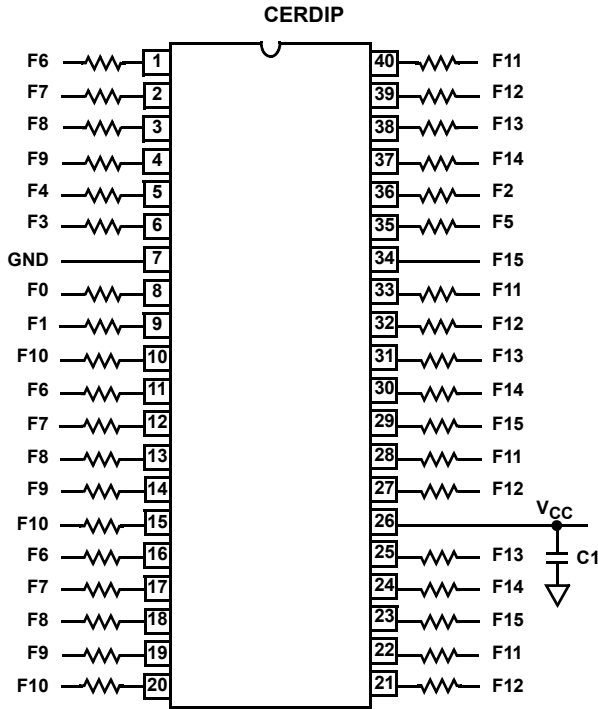 CERDIP
F6 1 40 F11
F7 2 39 F12
F8 3 38 F13
F9 4 37 F14
F4 5 36 F2
F3 6 35 F5
GND 7 34 F15
F0 8 33 F11
F1 9 32 F12
F10 10 31 F13
F6 11 30 F14
F7 12 29 F15
F8 13 28 F11
F9 14 27 F12
F10 15 26 VCC
F6 16 25 F13 C1
F7 17 24 F14
F8 18 23 F15
F9 19 22 F11
F10 20 21 F12